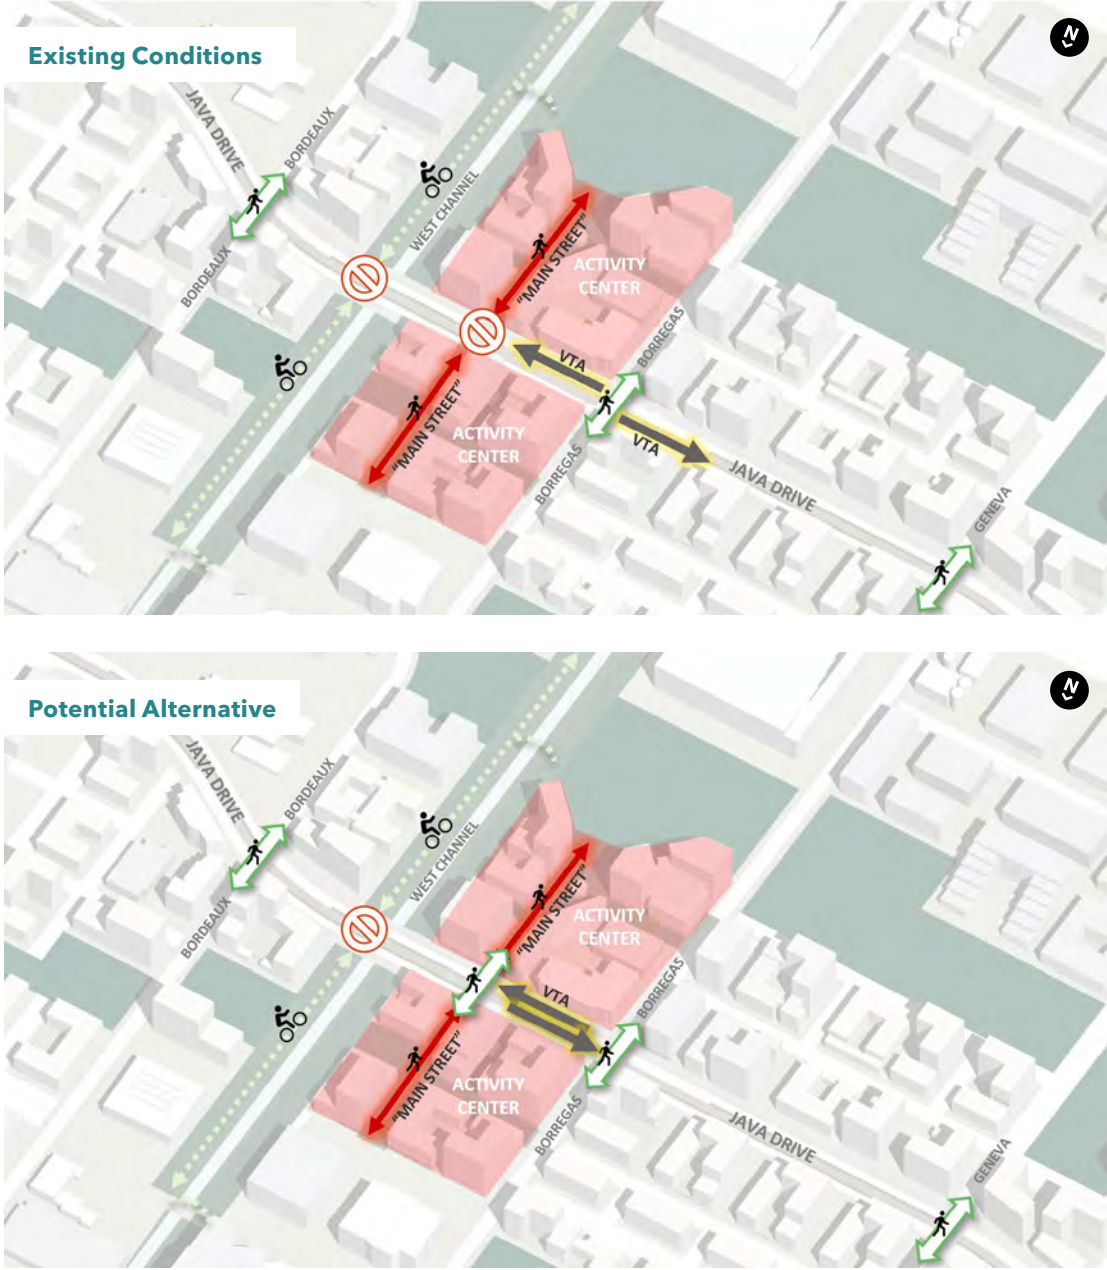 Existing Conditions
N
JAVA DRIVE
BORDEAUX
WEST CHANNEL
BORDEAUX
"MAIN STREET"
ACTIVITY
CENTER
VTA
BORREGAS
"MAIN STREET"
ACTIVITY
CENTER
VTA
BORREGAS
JAVA DRIVE
GENEVA
Potential Alternative
N
JAVA DRIVE
BORDEAUX
WEST CHANNEL
BORDEAUX
"MAIN STREET"
ACTIVITY
CENTER
VTA
BORREGAS
"MAIN STREET"
ACTIVITY
CENTER
BORREGAS
JAVA DRIVE
GENEVA